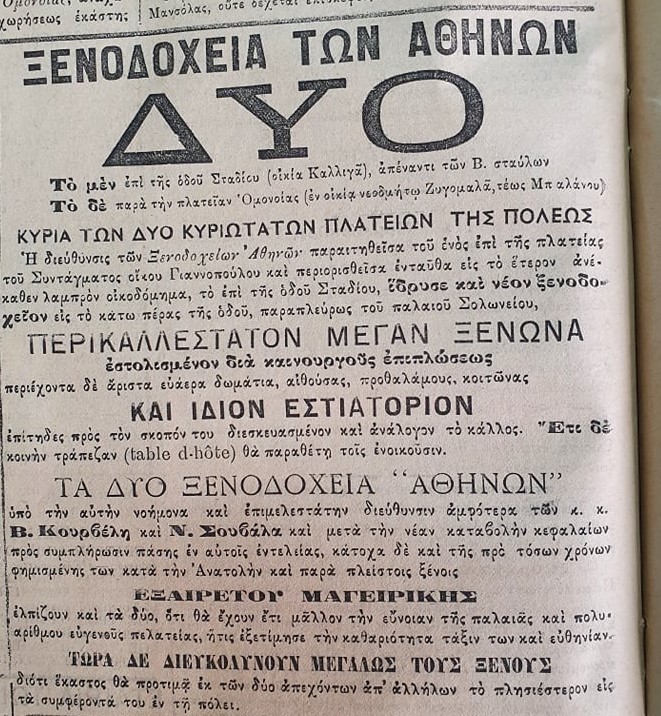 Ὁμονοίας,
χωρήσεως ἑκάστης
Μανσόλας, οὔτε δέχεται
ΞΕΝΟΔΟΧΕΙΑ ΤΩΝ ΑΘΗΝΩΝ
ΔΥΟ
Τὸ μὲν ἐπὶ τῆς ὁδοῦ Σταδίου (οἰκία Καλλιγᾶ), ἀπέναντι τῶν Β. σταύλων
Τὸ δὲ παρὰ τὴν πλατεῖαν Ὁμονοίας (ἐν οἰκίᾳ νεοδμήτῳ Ζυγομαλᾶ, τέως Μπαλάνου)
ΚΥΡΙΑ ΤΩΝ ΔΥΟ ΚΥΡΙΩΤΑΤΩΝ ΠΛΑΤΕΙΩΝ ΤΗΣ ΠΟΛΕΩΣ
Ἡ διεύθυνσις τῶν Ξενοδοχείων Ἀθηνῶν παραιτηθεῖσα τοῦ ἑνὸς ἐπὶ τῆς πλατείας
τοῦ Συντάγματος οἴκου Γιαννοπούλου καὶ περιορισθεῖσα ἐνταῦθα εἰς τὸ ἕτερον ἀνέ-
καθεν λαμπρὸν οἰκοδόμημα, τὸ ἐπὶ τῆς ὁδοῦ Σταδίου, ἵδρυσε καὶ νέον ξενοδο-
χεῖον εἰς τὸ κάτω πέρας τῆς ὁδοῦ, παραπλεύρως τοῦ παλαιοῦ Σολωνείου,
ΠΕΡΙΚΑΛΛΕΣΤΑΤΟΝ ΜΕΓΑΝ ΞΕΝΩΝΑ
ἐστολισμένον διὰ καινουργοῦς ἐπιπλώσεως
περιέχοντα δὲ ἄριστα εὐάερα δωμάτια, αἰθούσας, προθαλάμους, κοιτῶνας
ΚΑΙ ΙΔΙΟΝ ΕΣΤΙΑΤΟΡΙΟΝ
ἐπίτηδες πρὸς τὸν σκοπόν του διεσκευασμένον καὶ ἀνάλογον τὸ κάλλος. Ἔτι δὲ
κοινὴν τράπεζαν (table d-hôte) θὰ παραθέτῃ τοῖς ἐνοικοῦσιν.
ΤΑ ΔΥΟ ΞΕΝΟΔΟΧΕΙΑ "ΑΘΗΝΩΝ"
ὑπὸ τὴν αὐτὴν νοήμονα καὶ ἐπιμελεστάτην διεύθυνσιν ἀμφότερα τῶν κ. κ.
Β. Κουρβέλη καὶ Ν. Σουβάλα καὶ μετὰ τὴν νέαν καταβολὴν κεφαλαίων
πρὸς συμπλήρωσιν πάσης ἐν αὐτοῖς ἐντελείας, κάτοχα δὲ καὶ τῆς πρὸ τόσων χρόνων
φημισμένης των κατὰ τὴν Ἀνατολὴν καὶ παρὰ πλείστοις ξένοις
ΕΞΑΙΡΕΤΟΥ ΜΑΓΕΙΡΙΚΗΣ
ἐλπίζουν καὶ τὰ δύο, ὅτι θὰ ἔχουν ἔτι μᾶλλον τὴν εὔνοιαν τῆς παλαιᾶς καὶ πολυ-
αρίθμου εὐγενοῦς πελατείας, ἥτις ἐξετίμησε τὴν καθαριότητα τάξιν των καὶ εὐθηνίαν.
ΤΩΡΑ ΔΕ ΔΙΕΥΚΟΛΥΝΟΥΝ ΜΕΓΑΛΩΣ ΤΟΥΣ ΞΕΝΟΥΣ
διότι ἕκαστος θὰ προτιμᾷ ἐκ τῶν δύο ἀπεχόντων ἀπ' ἀλλήλων τὸ πλησιέστερον εἰς
τὰ συμφέροντά του ἐν τῇ πόλει.